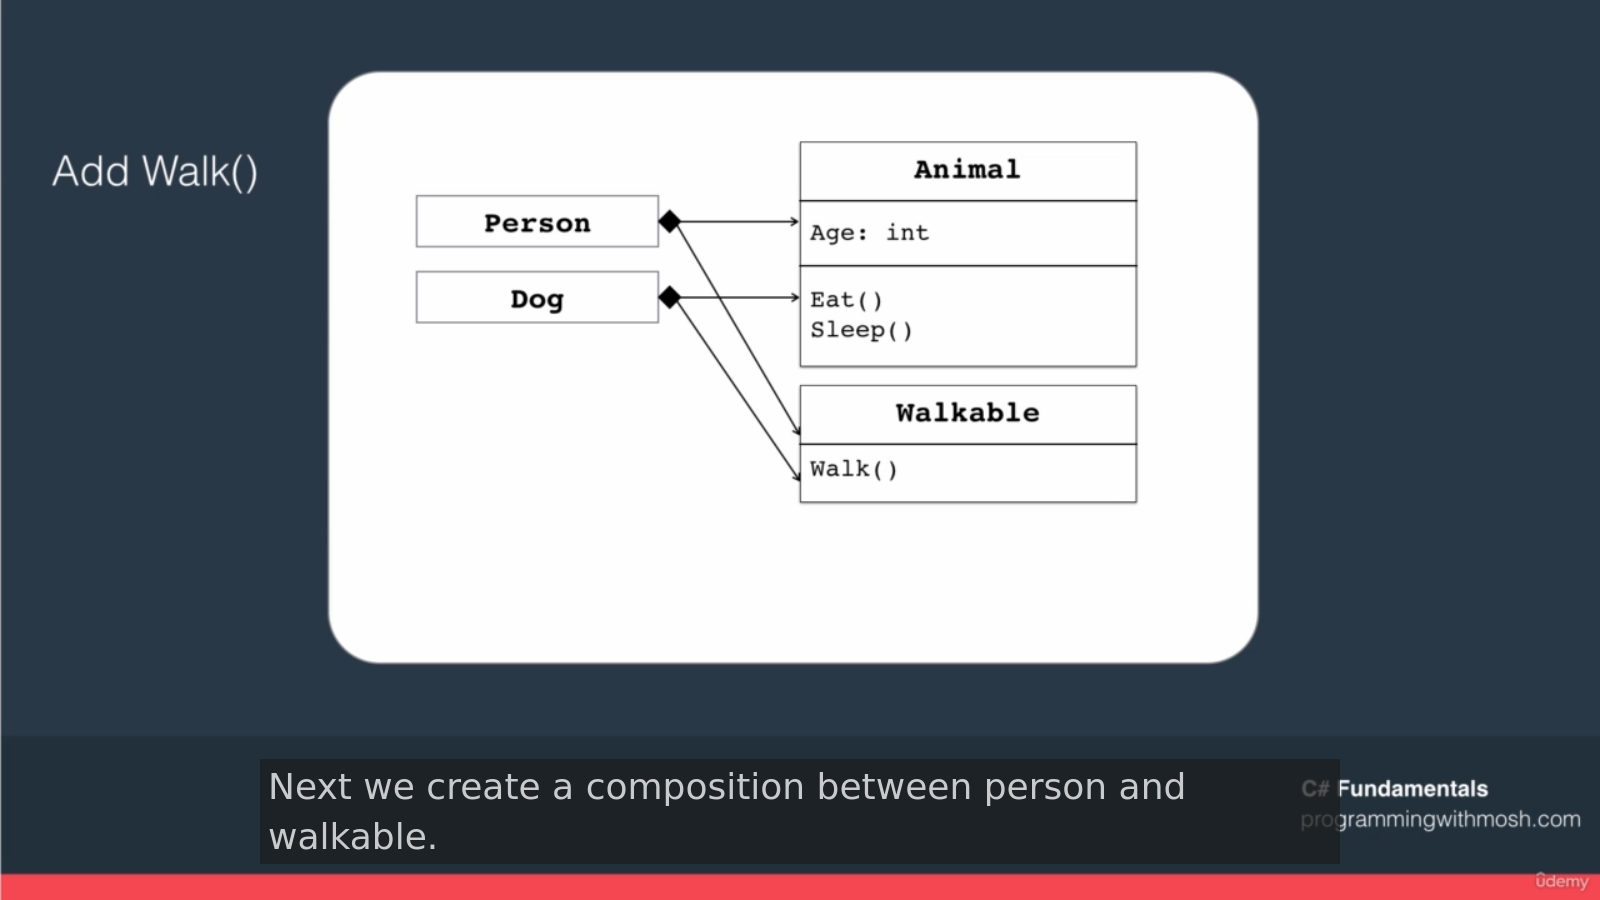 Add Walk()
Person
Dog
Animal
Age: int
Eat()
Sleep()
Walkable
Walk()
Next we create a composition between person and
walkable.
C# Fundamentals
programmingwithmosh.com
ûdemy